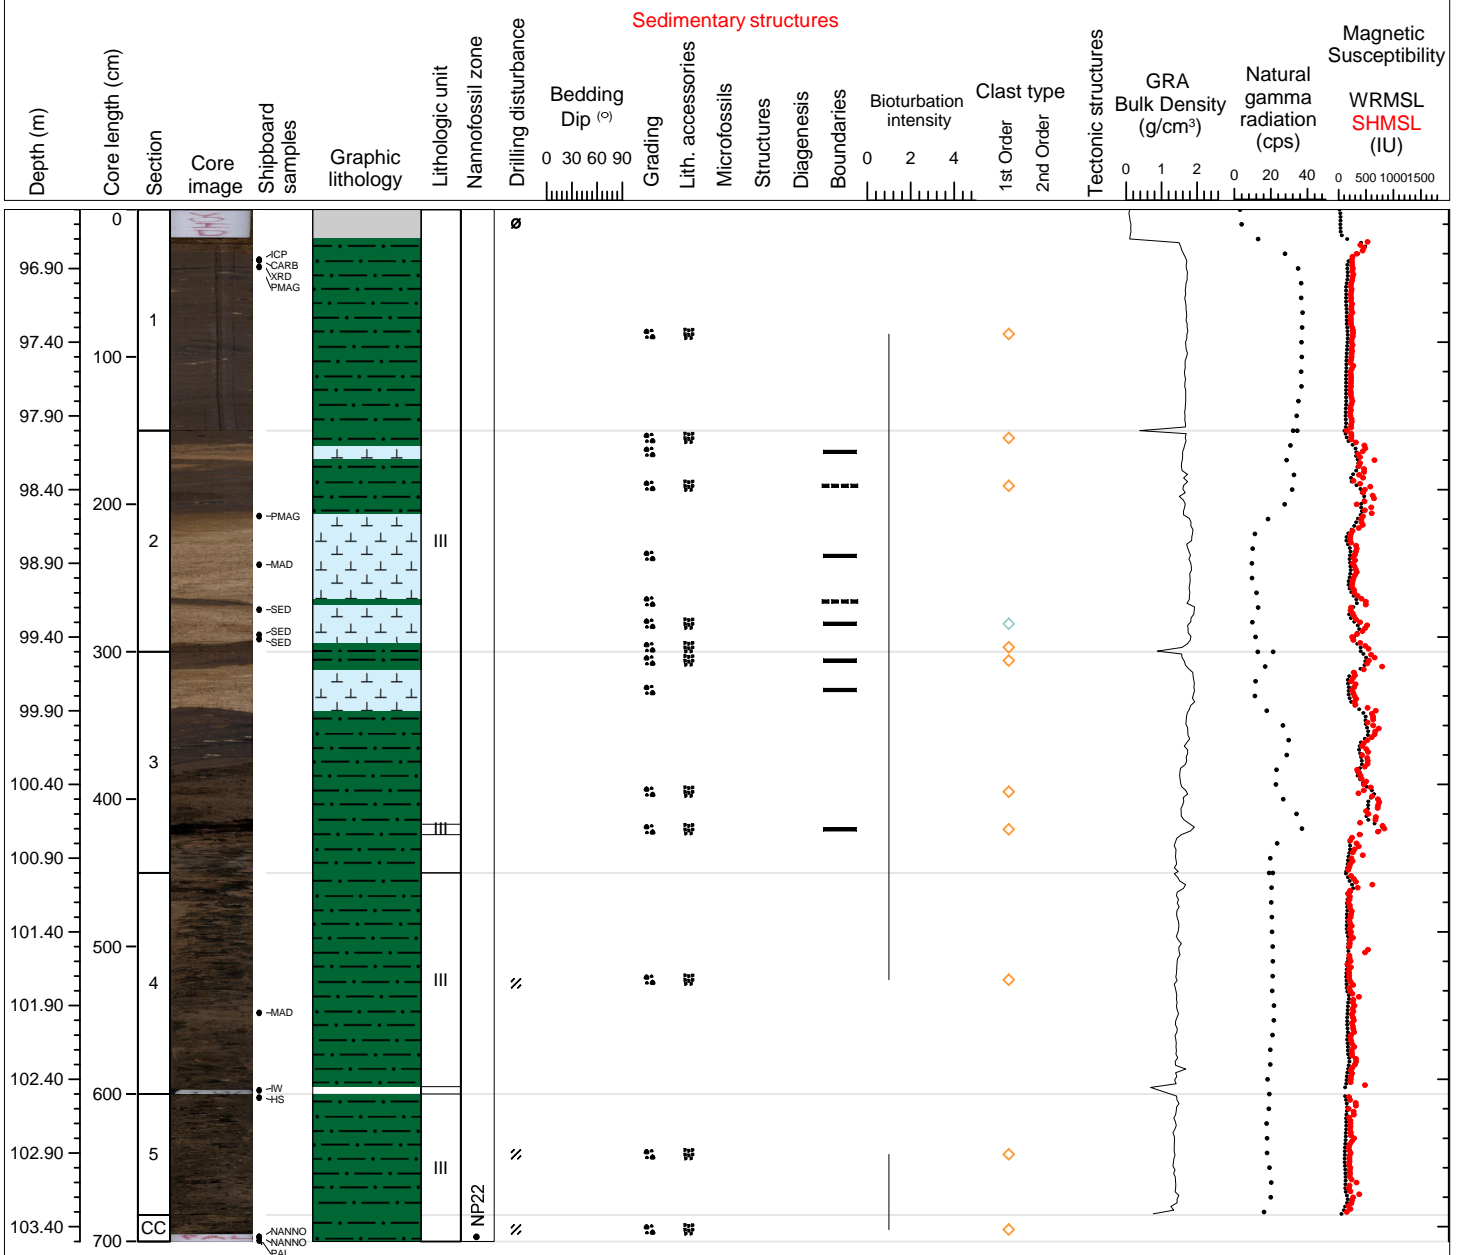 Sedimentary structures
Depth (m)
Core length (cm)
Section
Core
image
Shipboard
samples
Graphic
lithology
Lithologic unit
Nannofossil zone
Drilling disturbance
Bedding
Dip (o)
0 30 60 90
Grading
Lith. accessories
Microfossils
Structures
Diagenesis
Boundaries
Bioturbation
intensity
0 2 4
Clast type
1st Order
2nd Order
Tectonic structures
GRA
Bulk Density
(g/cm³)
0 1 2
Natural
gamma
radiation
(cps)
0 20 40
Magnetic
Susceptibility
WRMSL
SHMSL
(IU)
0 500 1000 1500
0
ø
ICP
CARB
96.90
XRD
PMAG
1
97.40
100
97.90
98.40
200
PMAG
2
III
98.90
MAD
SED
99.40
SED
SED
300
99.90
3
100.40
400
III
100.90
101.40
500
4
III
101.90
MAD
102.40
IW
600
HS
102.90
5
III
NP22
103.40
CC
NANNO
700
NANNO
PAL